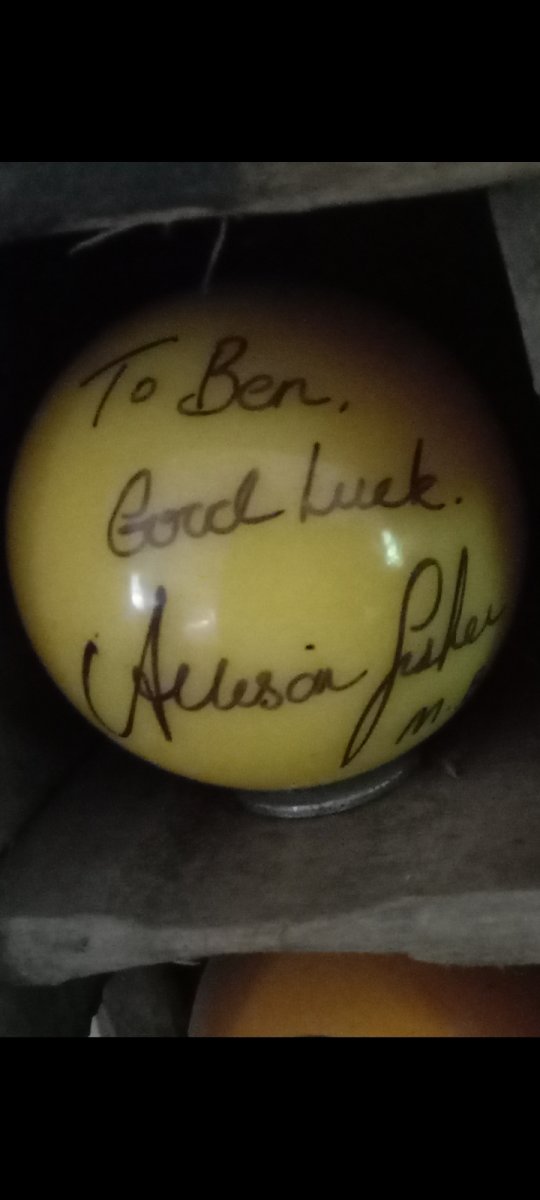 To Ben,
Good Luck.
Allison Fisher
M.